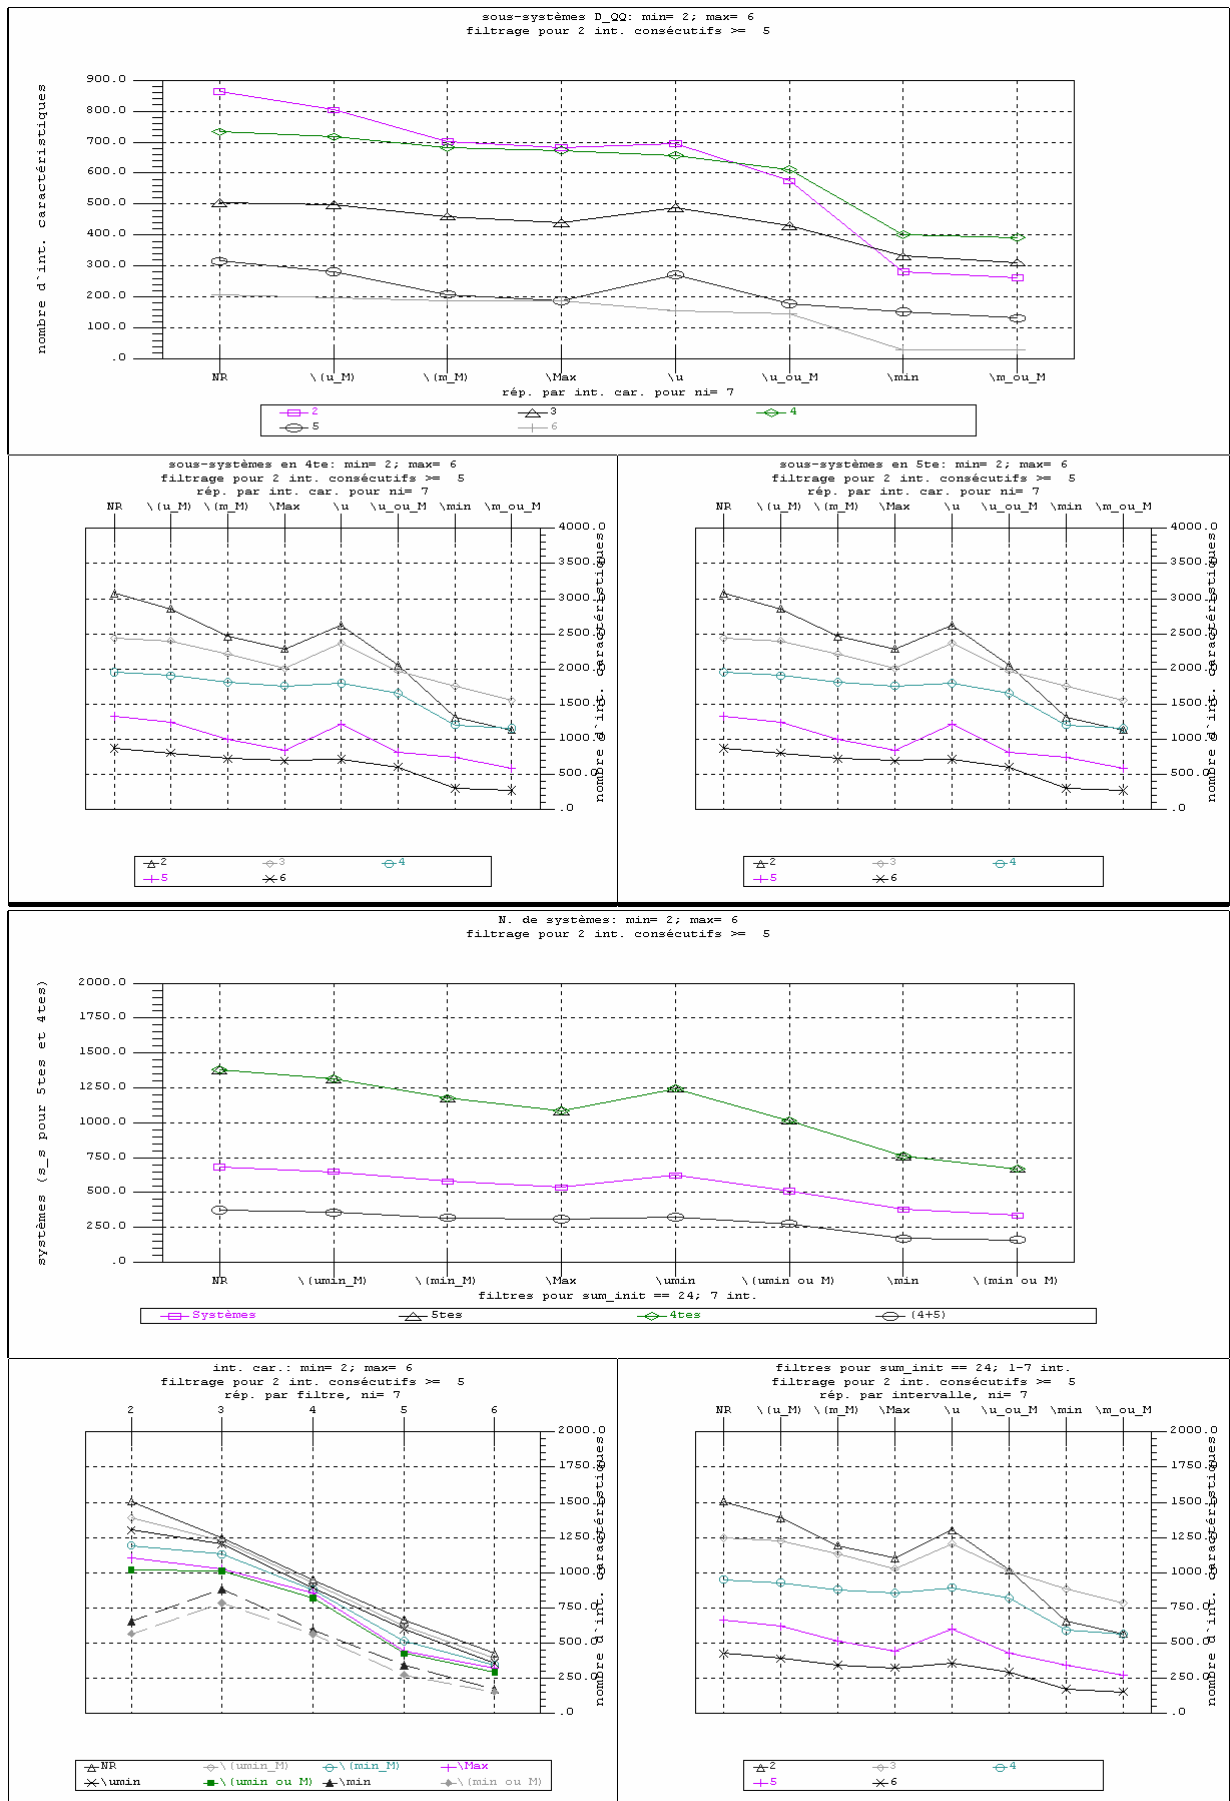 sous-systèmes D_QQ: min= 2; max= 6
filtrage pour 2 int. consécutifs >=  5
nombre d`int. caractéristiques
900.0
800.0
700.0
600.0
500.0
400.0
300.0
200.0
100.0
.0
NR \(u_M) \(m_M) \Max \u \u_ou_M \min \m_ou_M
rép. par int. car. pour ni= 7
2 3 4
5 6
sous-systèmes en 4te: min= 2; max= 6
filtrage pour 2 int. consécutifs >=  5
rép. par int. car. pour ni= 7
NR \(u_M) \(m_M) \Max \u \u_ou_M \min \m_ou_M
4000.0
3500.0
3000.0
2500.0
2000.0
1500.0
1000.0
500.0
.0
nombre d`int. caractéristiques
2 3 4
5 6
sous-systèmes en 5te: min= 2; max= 6
filtrage pour 2 int. consécutifs >=  5
rép. par int. car. pour ni= 7
NR \(u_M) \(m_M) \Max \u \u_ou_M \min \m_ou_M
4000.0
3500.0
3000.0
2500.0
2000.0
1500.0
1000.0
500.0
.0
nombre d`int. caractéristiques
2 3 4
5 6
N. de systèmes: min= 2; max= 6
filtrage pour 2 int. consécutifs >=  5
systèmes (s_s pour 5tes et 4tes)
2000.0
1750.0
1500.0
1250.0
1000.0
750.0
500.0
250.0
.0
NR \(umin_M) \(min_M) \Max \umin \(umin ou M) \min \(min ou M)
filtres pour sum_init == 24; 7 int.
Systèmes 5tes 4tes (4+5)
int. car.: min= 2; max= 6
filtrage pour 2 int. consécutifs >=  5
rép. par filtre, ni= 7
2 3 4 5 6
2000.0
1750.0
1500.0
1250.0
1000.0
750.0
500.0
250.0
.0
nombre d`int. caractéristiques
NR \(umin_M) \(min_M) \Max
\umin \(umin ou M) \min \(min ou M)
filtres pour sum_init == 24; 1-7 int.
filtrage pour 2 int. consécutifs >=  5
rép. par intervalle, ni= 7
NR \(u_M) \(m_M) \Max \u \u_ou_M \min \m_ou_M
2000.0
1750.0
1500.0
1250.0
1000.0
750.0
500.0
250.0
.0
nombre d`int. caractéristiques
2 3 4
5 6